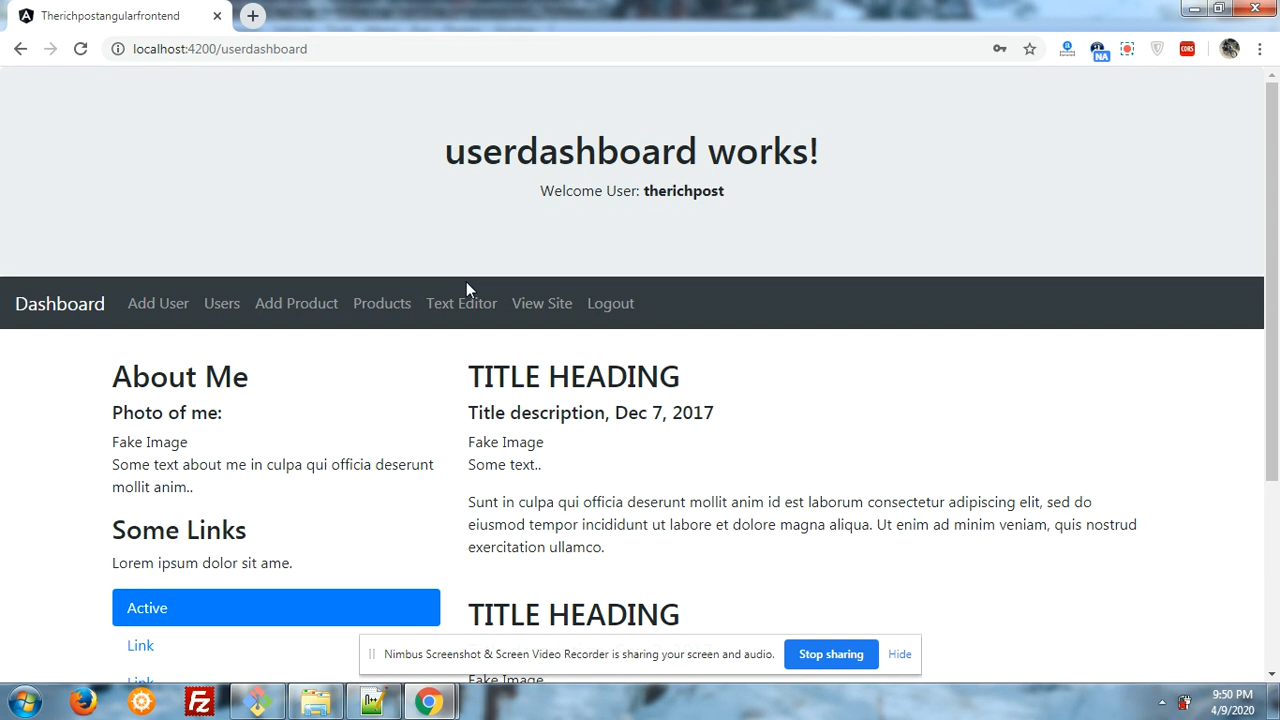 Therichpostangularfrontend
localhost:4200/userdashboard
NA
CORS
userdashboard works!
Welcome User: therichpost
Dashboard Add User Users Add Product Products Text Editor View Site Logout
About Me
Photo of me:
Fake Image
Some text about me in culpa qui officia deserunt
mollit anim..
Some Links
Lorem ipsum dolor sit ame.
Active
Link
Link
TITLE HEADING
Title description, Dec 7, 2017
Fake Image
Some text..
Sunt in culpa qui officia deserunt mollit anim id est laborum consectetur adipiscing elit, sed do
eiusmod tempor incididunt ut labore et dolore magna aliqua. Ut enim ad minim veniam, quis nostrud
exercitation ullamco.
TITLE HEADING
Fake Image
Nimbus Screenshot & Screen Video Recorder is sharing your screen and audio. Stop sharing Hide
Fz
9:50 PM
4/9/2020